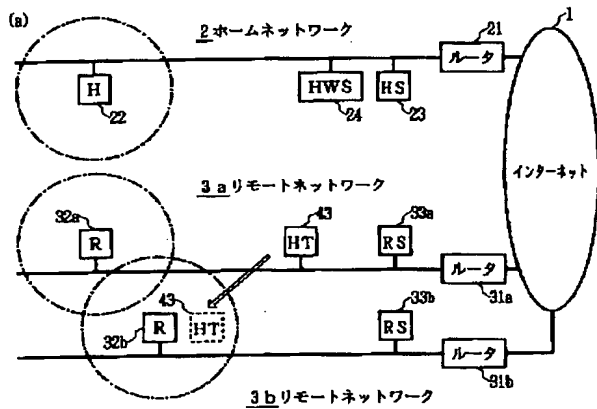 (a)
2ホームネットワーク
21
1
ルータ
H
HWS
HS
22
24
23
インターネット
3aリモートネットワーク
32a
43
33a
R
HT
RS
ルータ
31a
43
33b
R
HT
RS
32b
ルータ
31b
3bリモートネットワーク